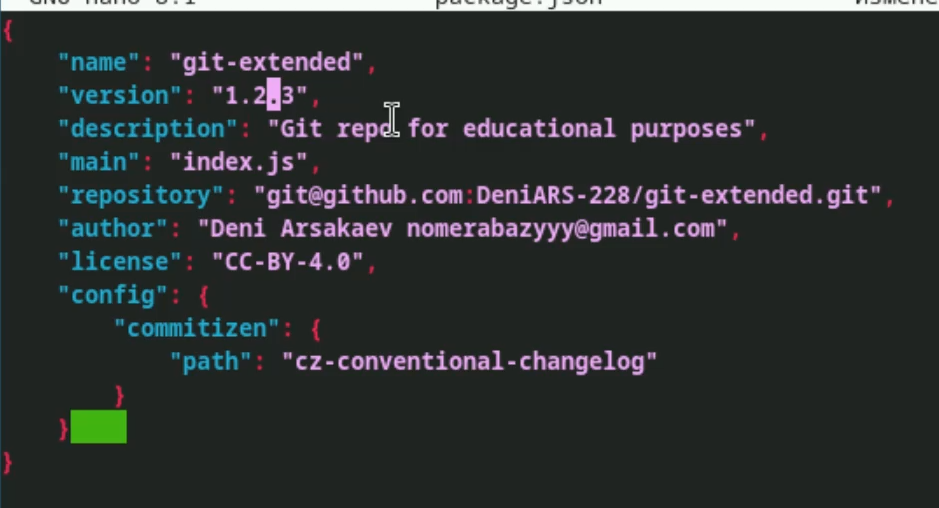 GNU nano 8.1 package.json
{
"name": "git-extended",
"version": "1.2.3",
"description": "Git repo for educational purposes",
"main": "index.js",
"repository": "git@github.com:DeniARS-228/git-extended.git",
"author": "Deni Arsakaev nomerabazyyy@gmail.com",
"license": "CC-BY-4.0",
"config": {
"commitizen": {
"path": "cz-conventional-changelog"
}
}
}